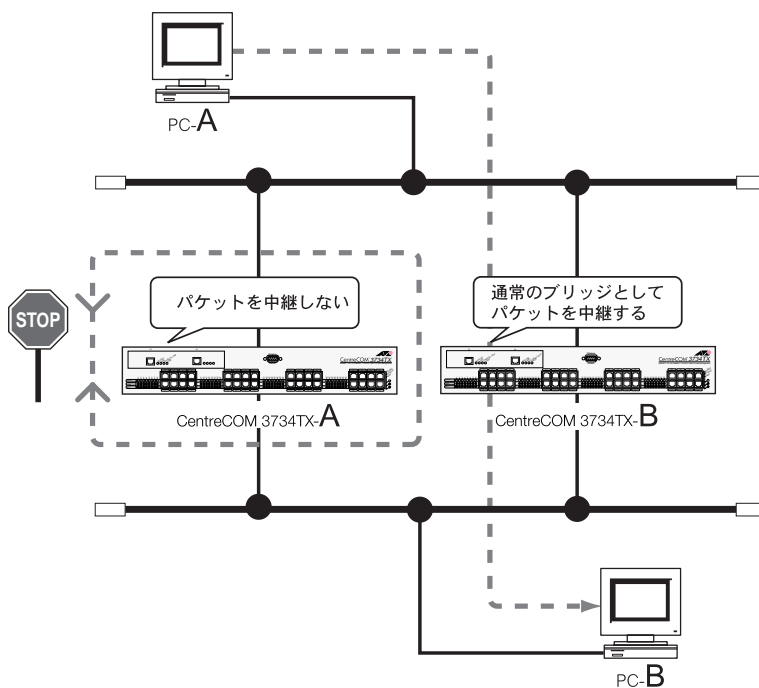 PC-A
STOP
パケットを中継しない
通常のブリッジとして
パケットを中継する
CentreCOM 3734TX
CentreCOM 3734TX
CentreCOM 3734TX-A
CentreCOM 3734TX-B
PC-B